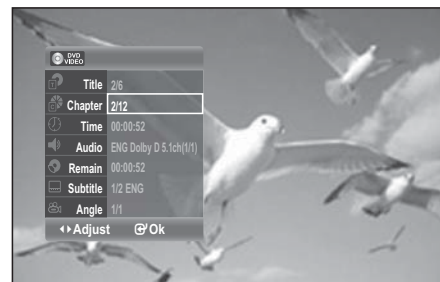 DVD
VIDEO
Title 2/6
Chapter 2/12
Time 00:00:52
Audio ENG Dolby D 5.1ch(1/1)
Remain 00:00:52
Subtitle 1/2 ENG
Angle 1/1
Adjust Ok